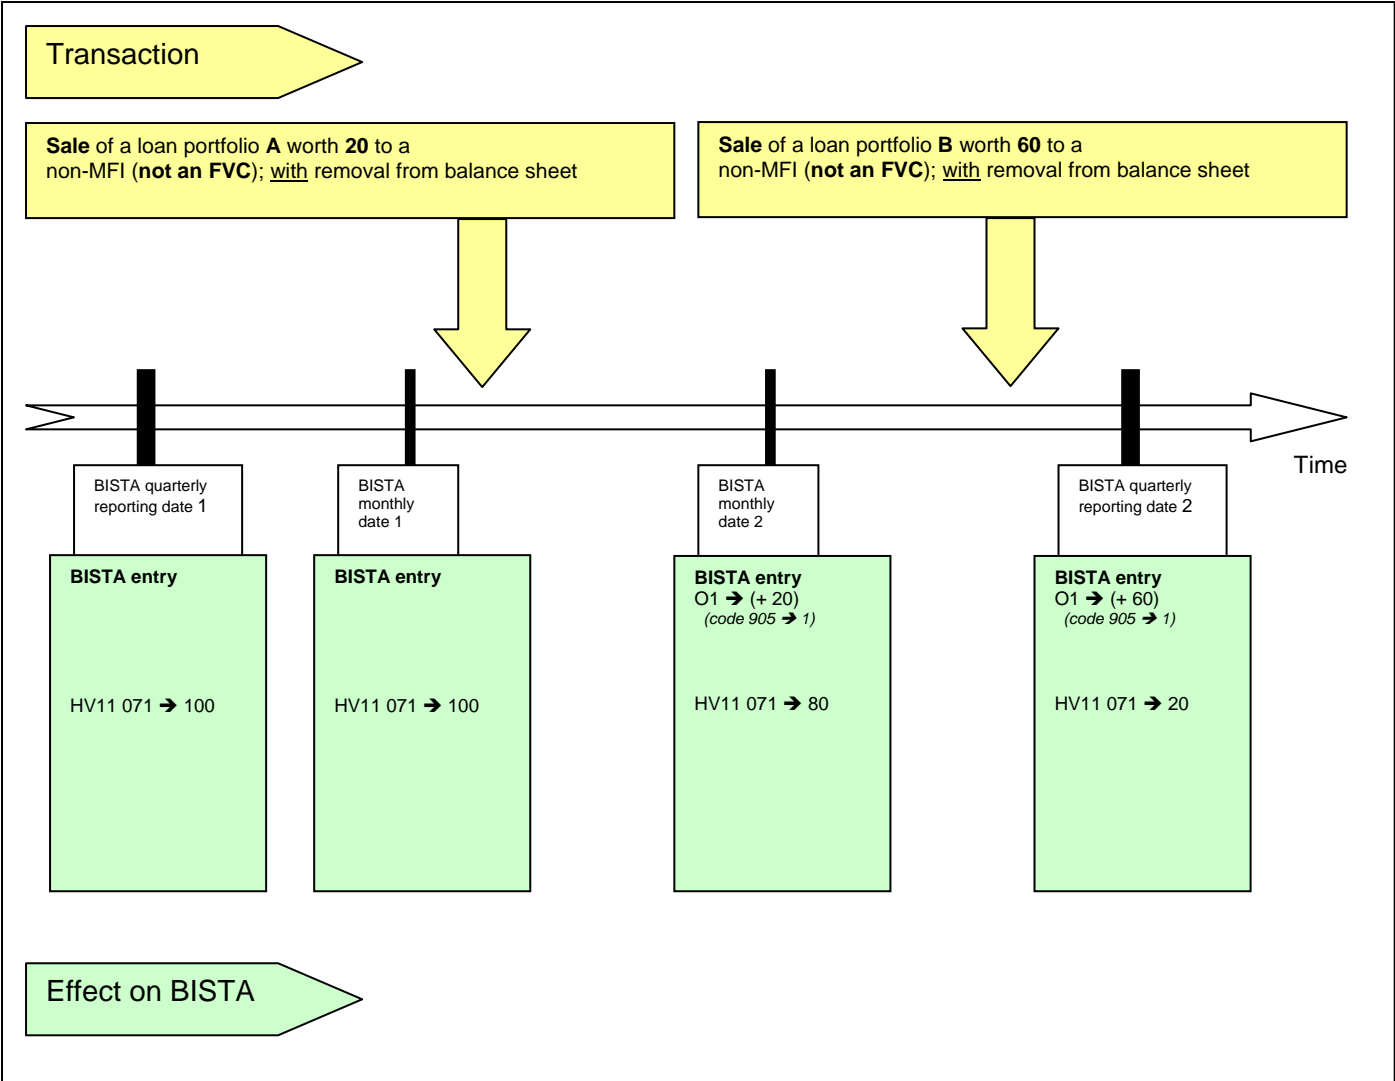 Transaction
Sale of a loan portfolio A worth 20 to a
non-MFI (not an FVC); with removal from balance sheet
Sale of a loan portfolio B worth 60 to a
non-MFI (not an FVC); with removal from balance sheet
Time
BISTA quarterly
reporting date 1
BISTA
monthly
date 1
BISTA
monthly
date 2
BISTA quarterly
reporting date 2
BISTA entry
HV11 071 ➔ 100
BISTA entry
HV11 071 ➔ 100
BISTA entry
O1 ➔ (+ 20)
(code 905 ➔ 1)
HV11 071 ➔ 80
BISTA entry
O1 ➔ (+ 60)
(code 905 ➔ 1)
HV11 071 ➔ 20
Effect on BISTA